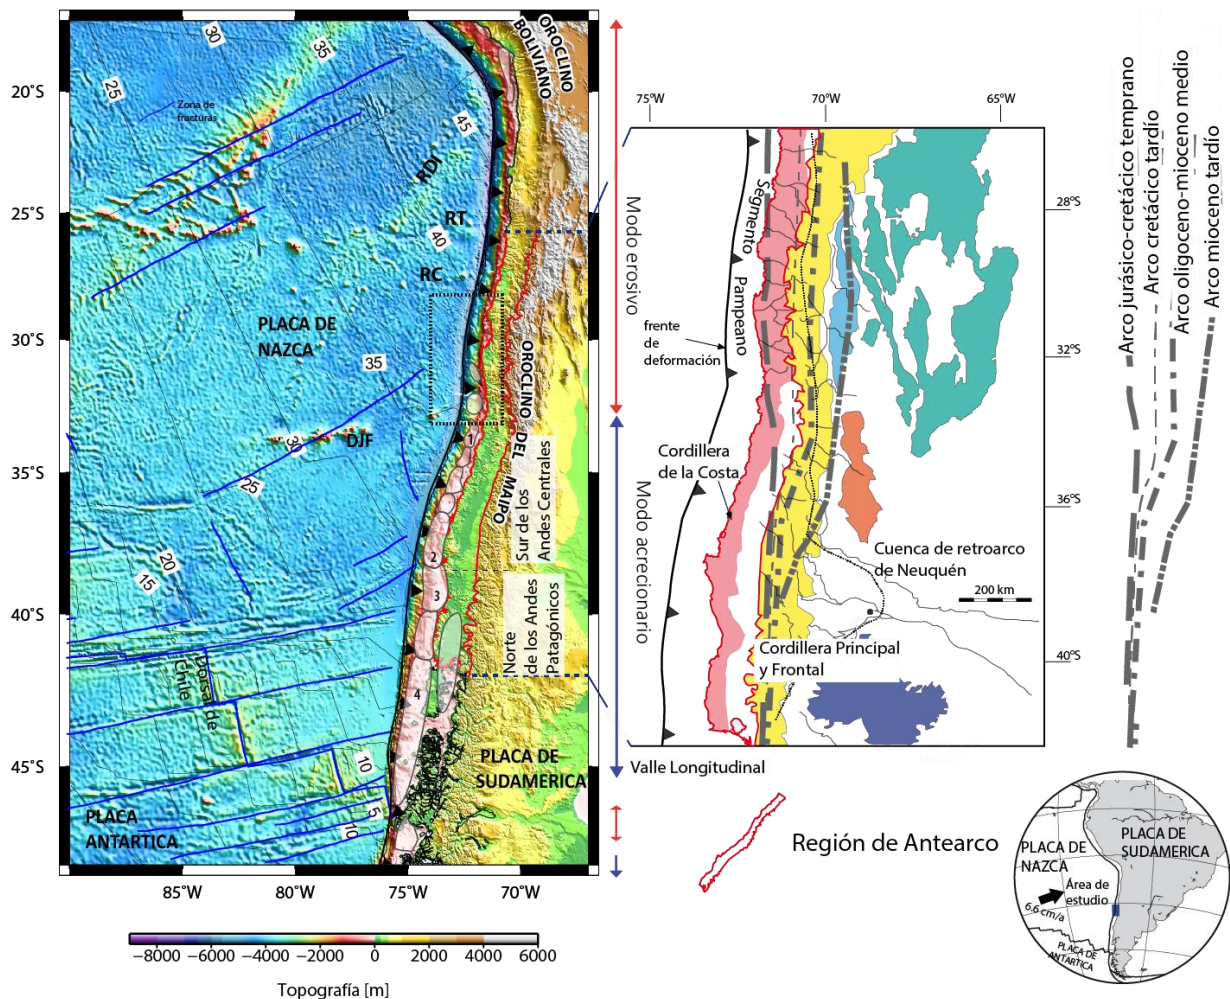 OROCLINO
BOLIVIANO
30
35
25
Zona de
fracturas
45
RDI
RT
40
RC
PLACA DE
NAZCA
35
DJF
30
25
20
15
OROCLINO DEL MAIPO
1
2
3
4
Sur de los
Andes Centrales
Norte
de los Andes
Patagónicos
Dorsal de
Chile
10
5
10
PLACA DE
SUDAMERICA
PLACA
ANTARTICA
20°S
25°S
30°S
35°S
40°S
45°S
85°W
80°W
75°W
70°W
−8000
−6000
−4000
−2000
0
2000
4000
6000
Topografía [m]
Modo erosivo
Modo acrecionario
75°W
70°W
65°W
28°S
32°S
36°S
40°S
Segmento
Pampeano
frente
de
deformación
Cordillera
de la Costa
Cuenca de retroarco
de Neuquén
200 km
Cordillera Principal
y Frontal
Valle Longitudinal
Región de Antearco
Arco jurásico-cretácico temprano
Arco cretácico tardío
Arco oligoceno-mioceno medio
Arco mioceno tardío
PLACA DE
SUDAMERICA
PLACA DE
NAZCA
Área de
estudio
6.6 cm/a
PLACA DE
ANTARTICA